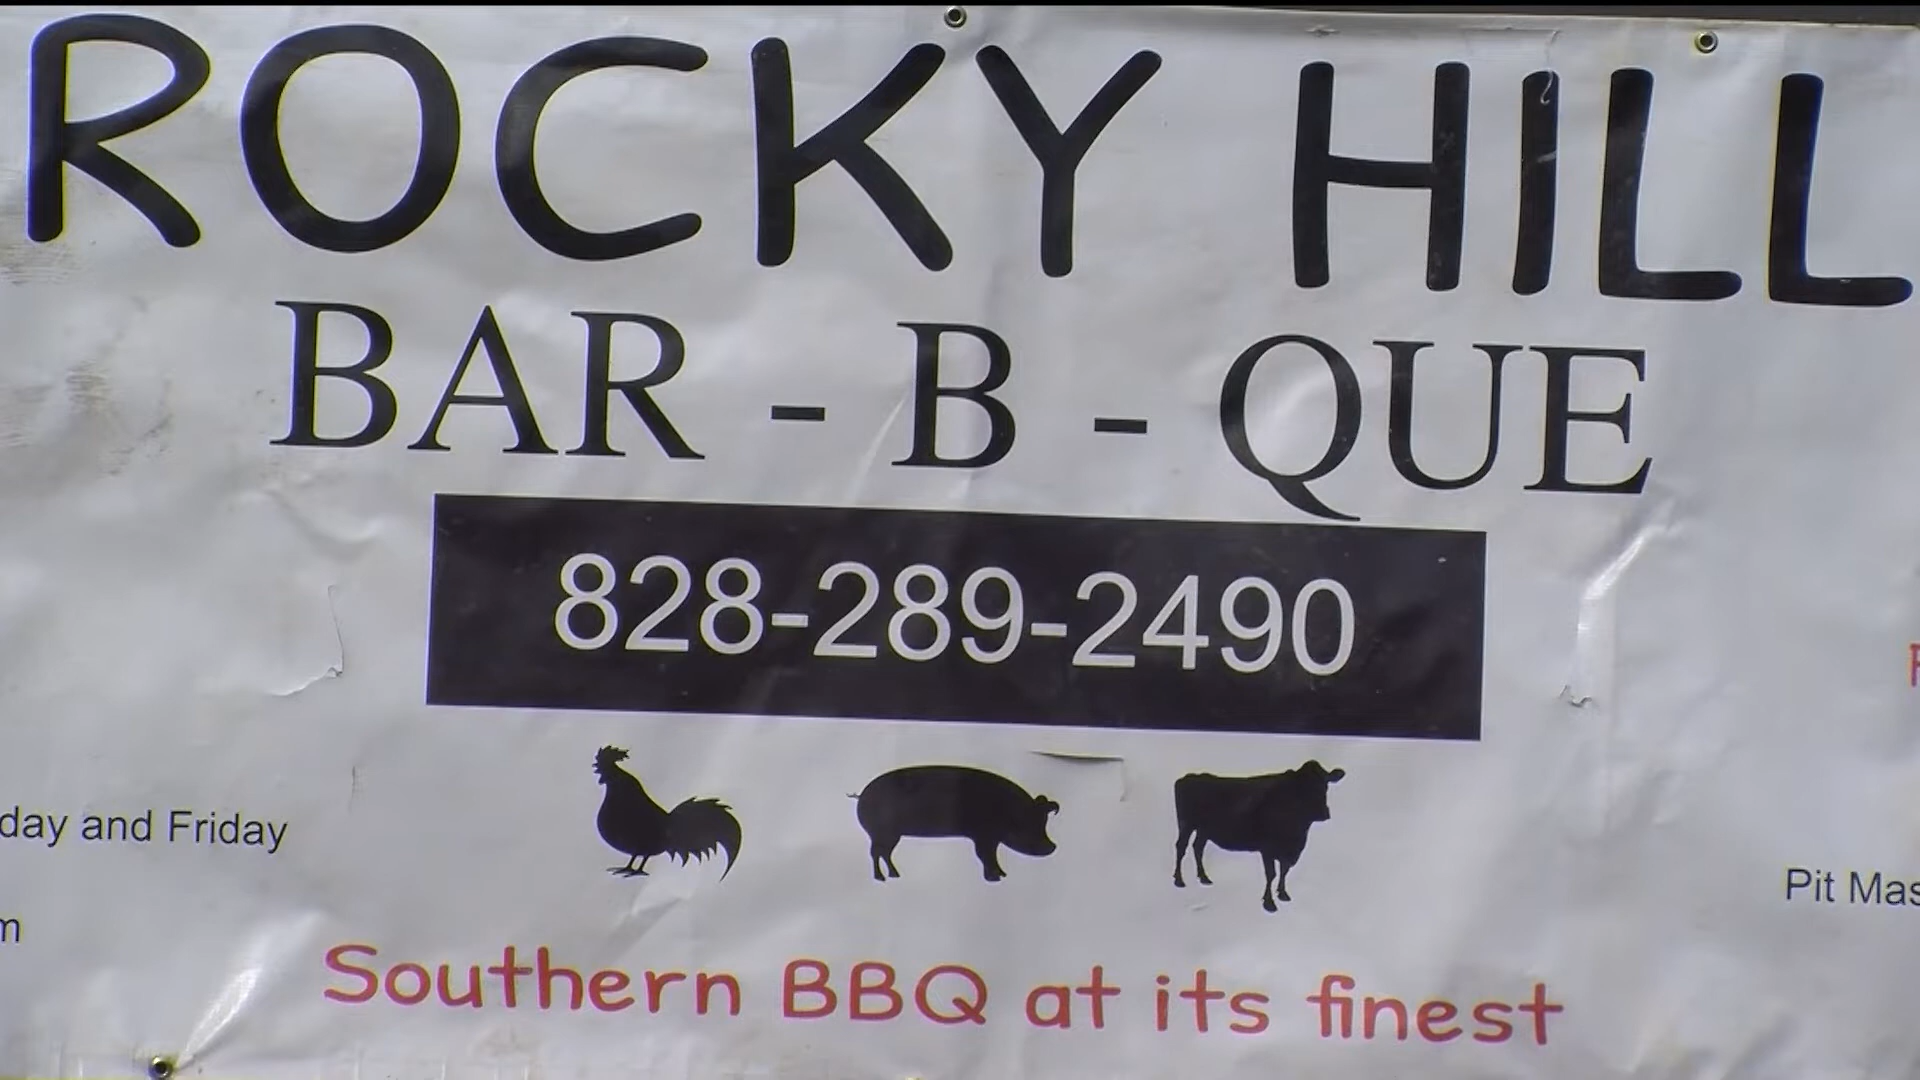 ROCKY HILL
BAR - B - QUE
828-289-2490
day and Friday
Pit Mas
m
Southern BBQ at its finest